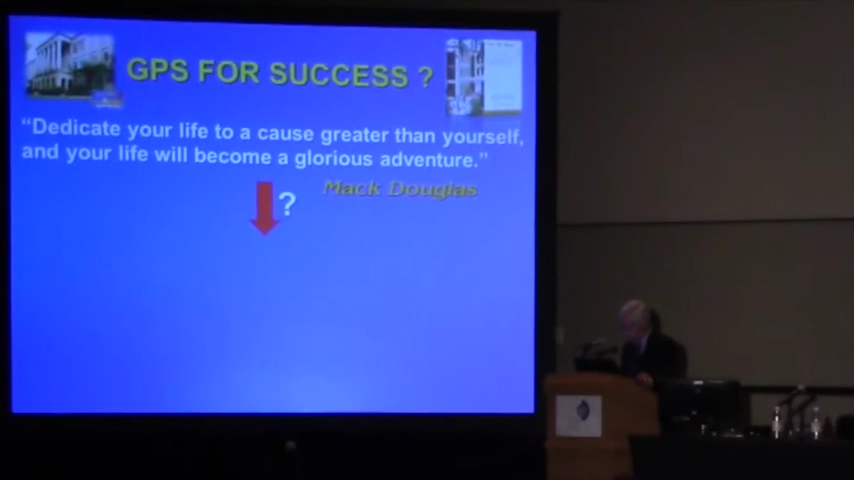 GPS FOR SUCCESS ?
“Dedicate your life to a cause greater than yourself,
and your life will become a glorious adventure.”
Mack Douglas
?